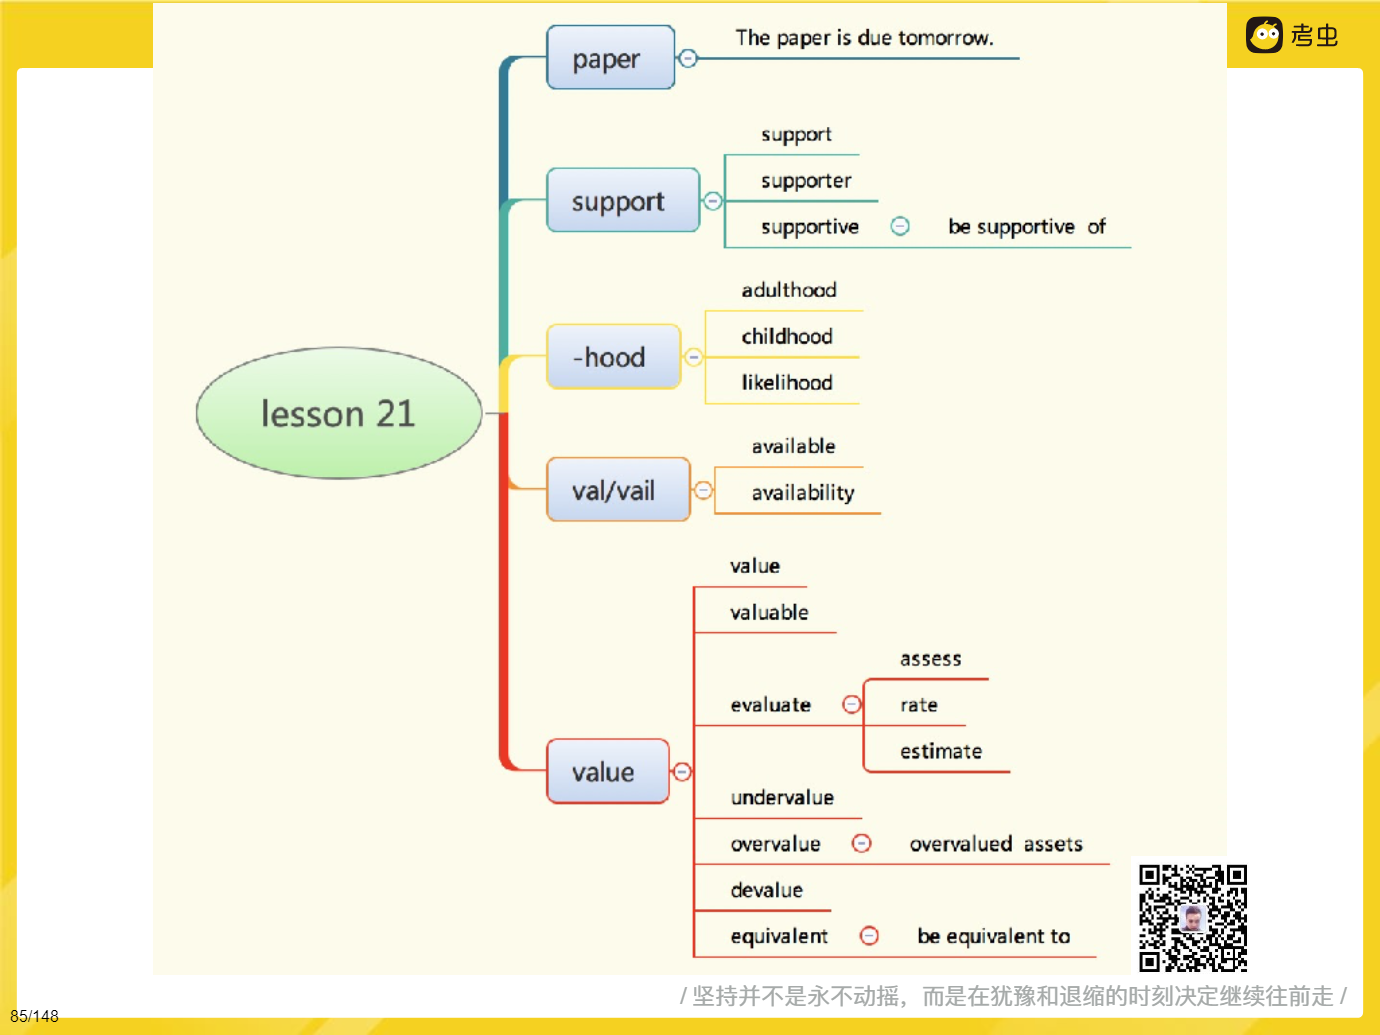 考虫
paper
The paper is due tomorrow.
support
support
supporter
supportive
be supportive of
-hood
adulthood
childhood
likelihood
lesson 21
val/vail
available
availability
value
value
valuable
evaluate
assess
rate
estimate
undervalue
overvalue
overvalued assets
devalue
equivalent
be equivalent to
/ 坚持并不是永不动摇，而是在犹豫和退缩的时刻决定继续往前走 /
85/148